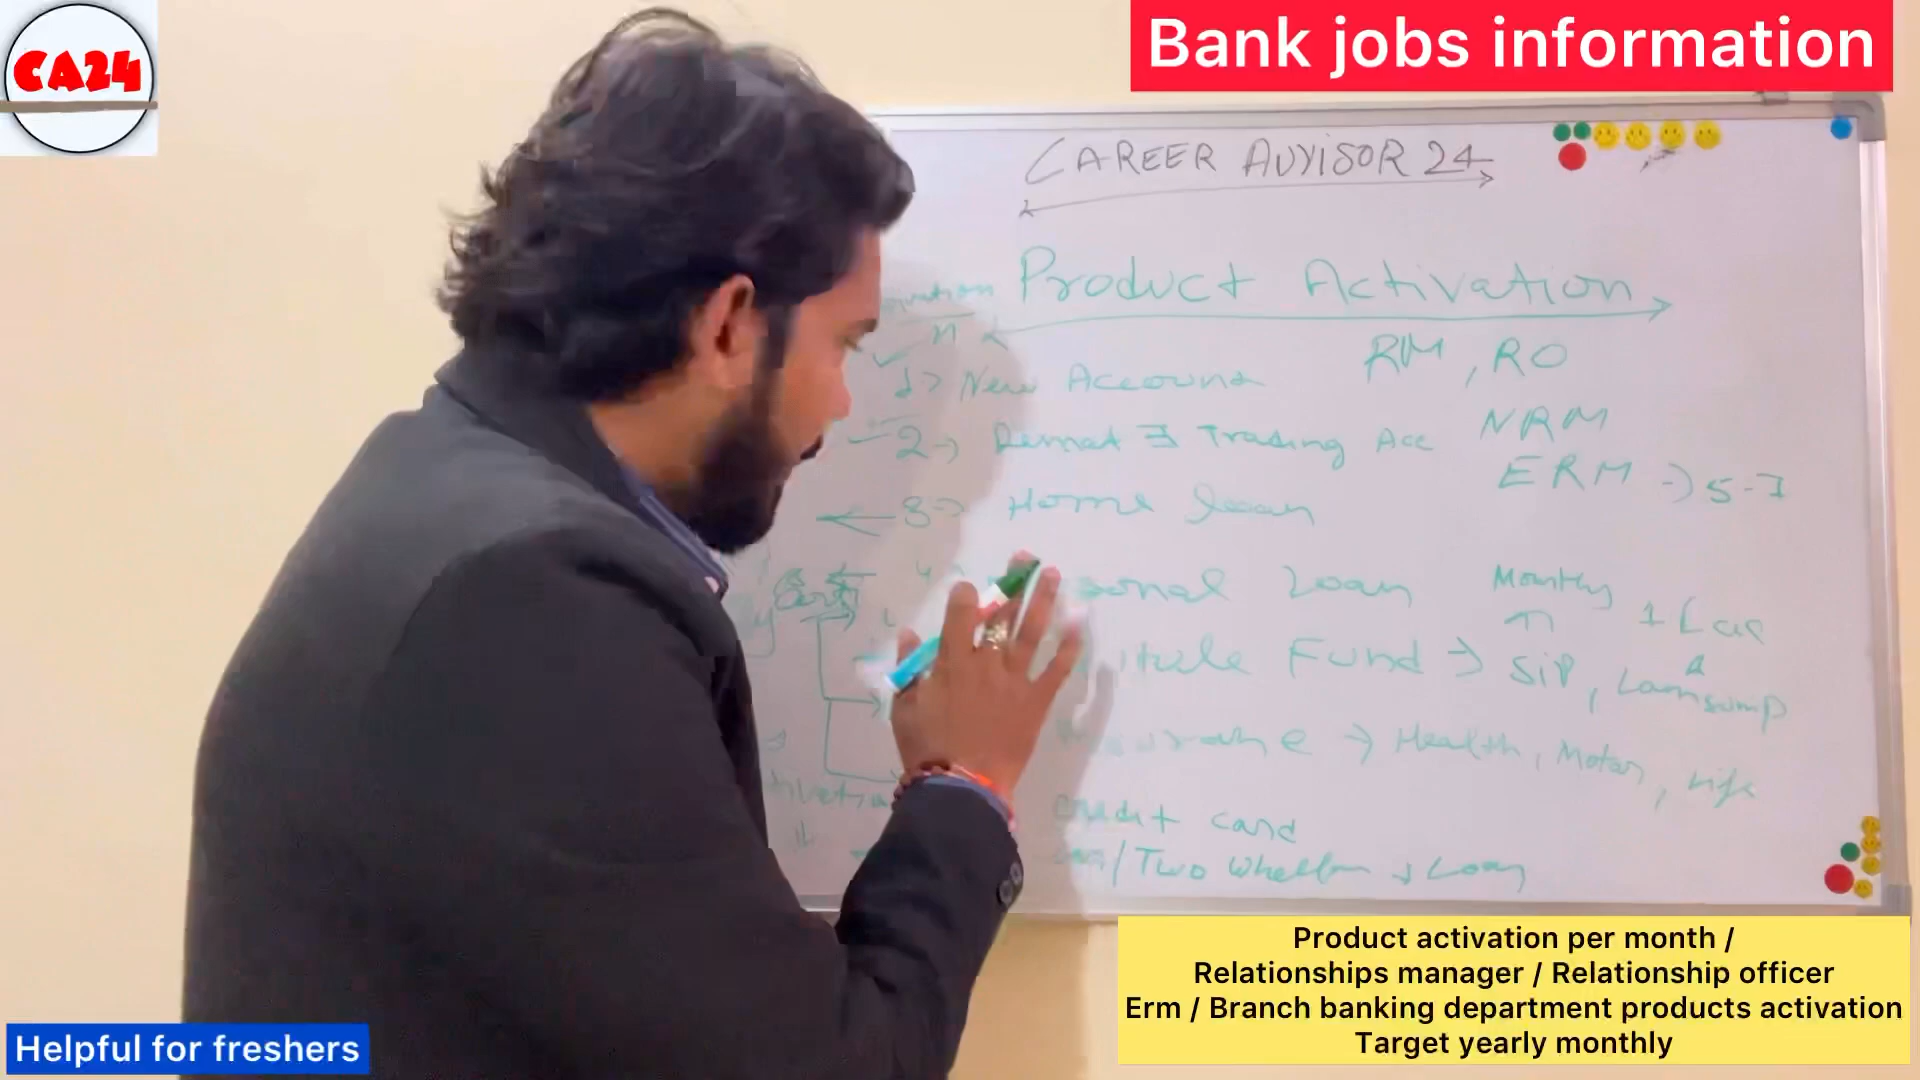 CA24
Bank jobs information
CAREER ADVISOR 24
Product Activation
RM, RO
1> New Account
2-> Demat & Trading Acc
NRM
ERM -> 5-7
3-> Home loan
sonal Loan
Monthly
1 Lac
Fund -> SIP, Lamsump
-> Health, Motor, life
card
/Two Wheeler Loan
Product activation per month /
Relationships manager / Relationship officer
Erm / Branch banking department products activation
Target yearly monthly
Helpful for freshers